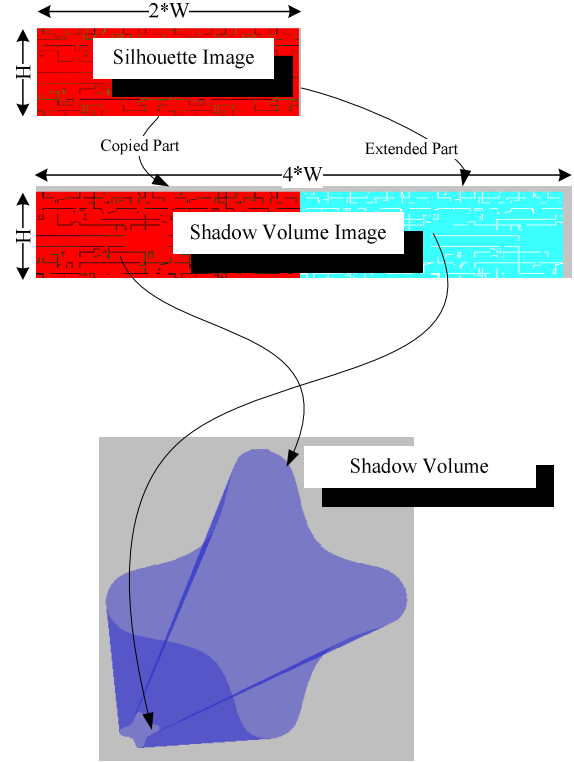 2*W
H
Silhouette Image
Copied Part
Extended Part
4*W
H
Shadow Volume Image
Shadow Volume